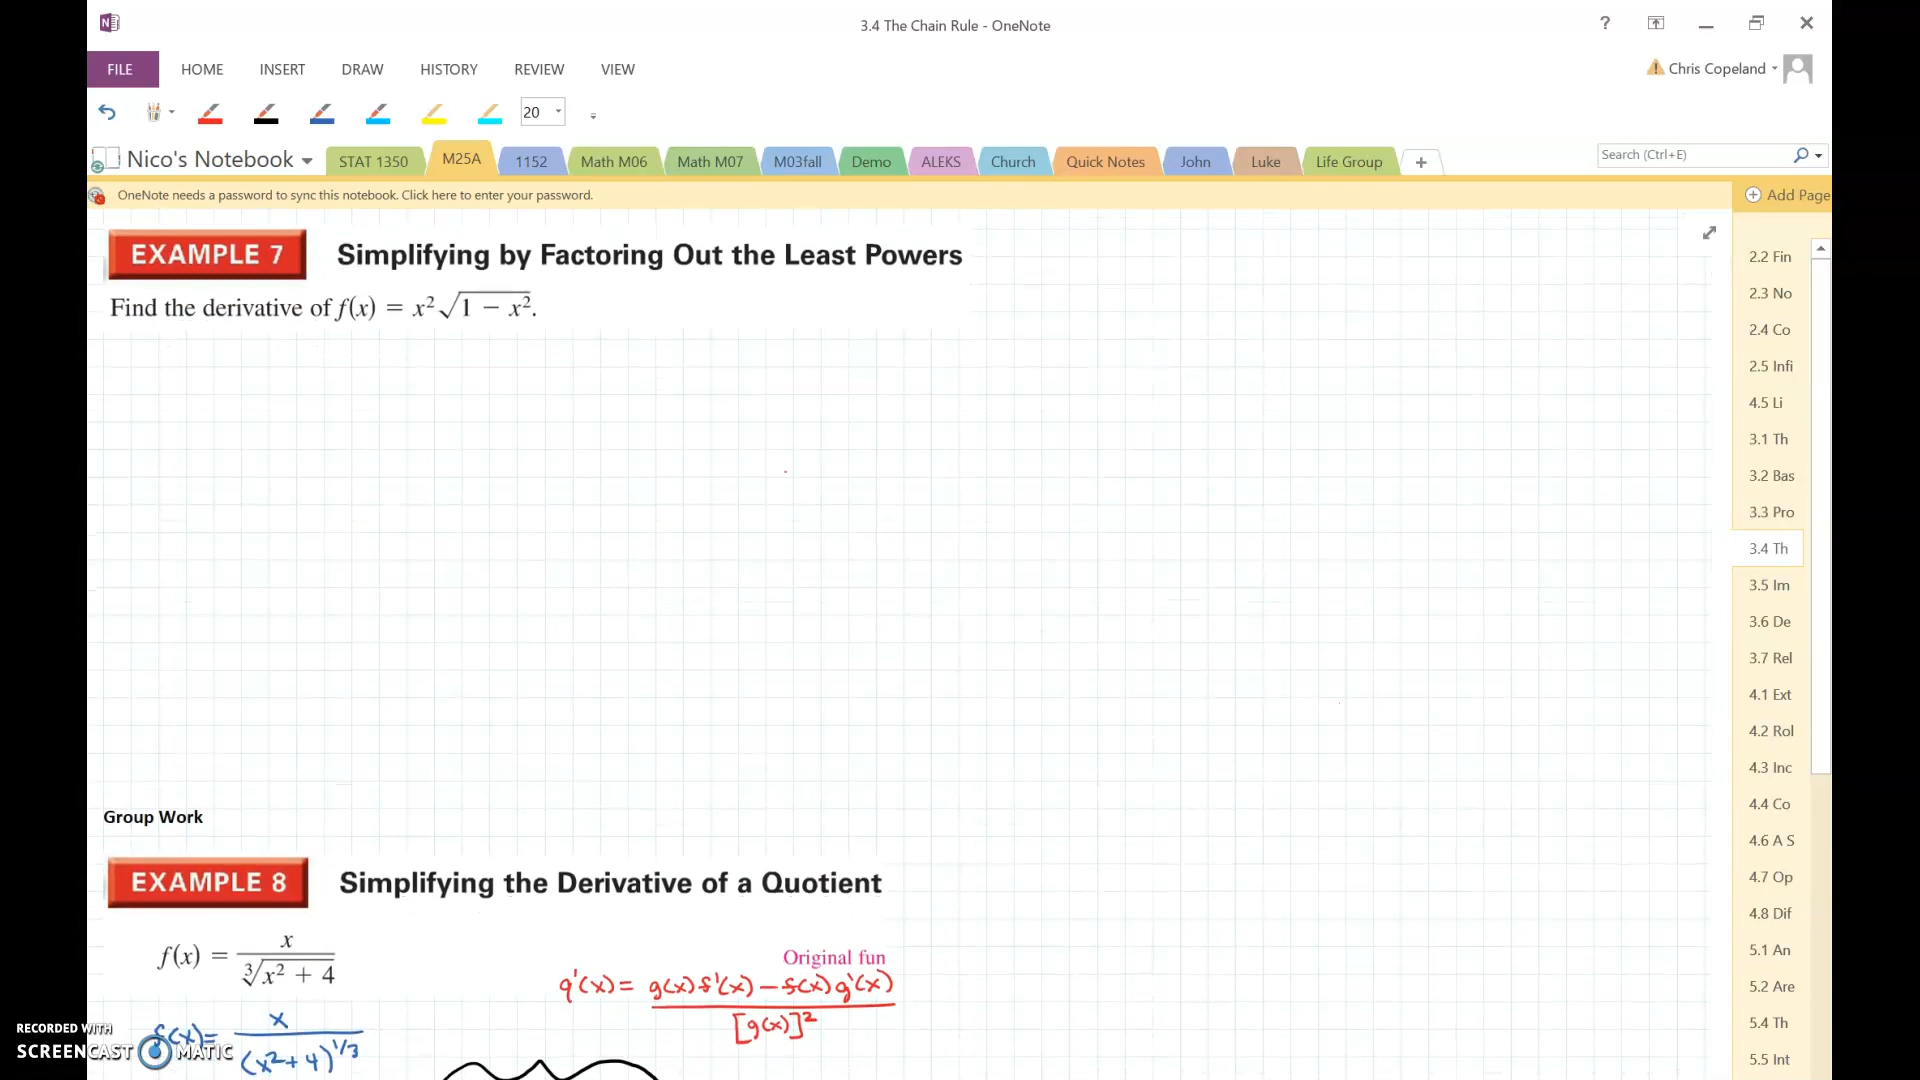 3.4 The Chain Rule - OneNote
FILE HOME INSERT DRAW HISTORY REVIEW VIEW
Chris Copeland
20
Nico's Notebook STAT 1350 M25A 1152 Math M06 Math M07 M03fall Demo ALEKS Church Quick Notes John Luke Life Group
Search (Ctrl+E)
OneNote needs a password to sync this notebook. Click here to enter your password.
Add Page
EXAMPLE 7 Simplifying by Factoring Out the Least Powers
Find the derivative of f(x) = x²√(1 − x²).
2.2 Fin
2.3 No
2.4 Co
2.5 Infi
4.5 Li
3.1 Th
3.2 Bas
3.3 Pro
3.4 Th
3.5 Im
3.6 De
3.7 Rel
4.1 Ext
4.2 Rol
4.3 Inc
4.4 Co
4.6 A S
4.7 Op
4.8 Dif
5.1 An
5.2 Are
5.4 Th
5.5 Int
Group Work
EXAMPLE 8 Simplifying the Derivative of a Quotient
f(x) = x / ∛(x² + 4)
Original fun
q'(x) = g(x)f'(x) − f(x)g'(x) / [g(x)]²
f(x) = x / (x² + 4)^1/3
RECORDED WITH
SCREENCAST MATIC